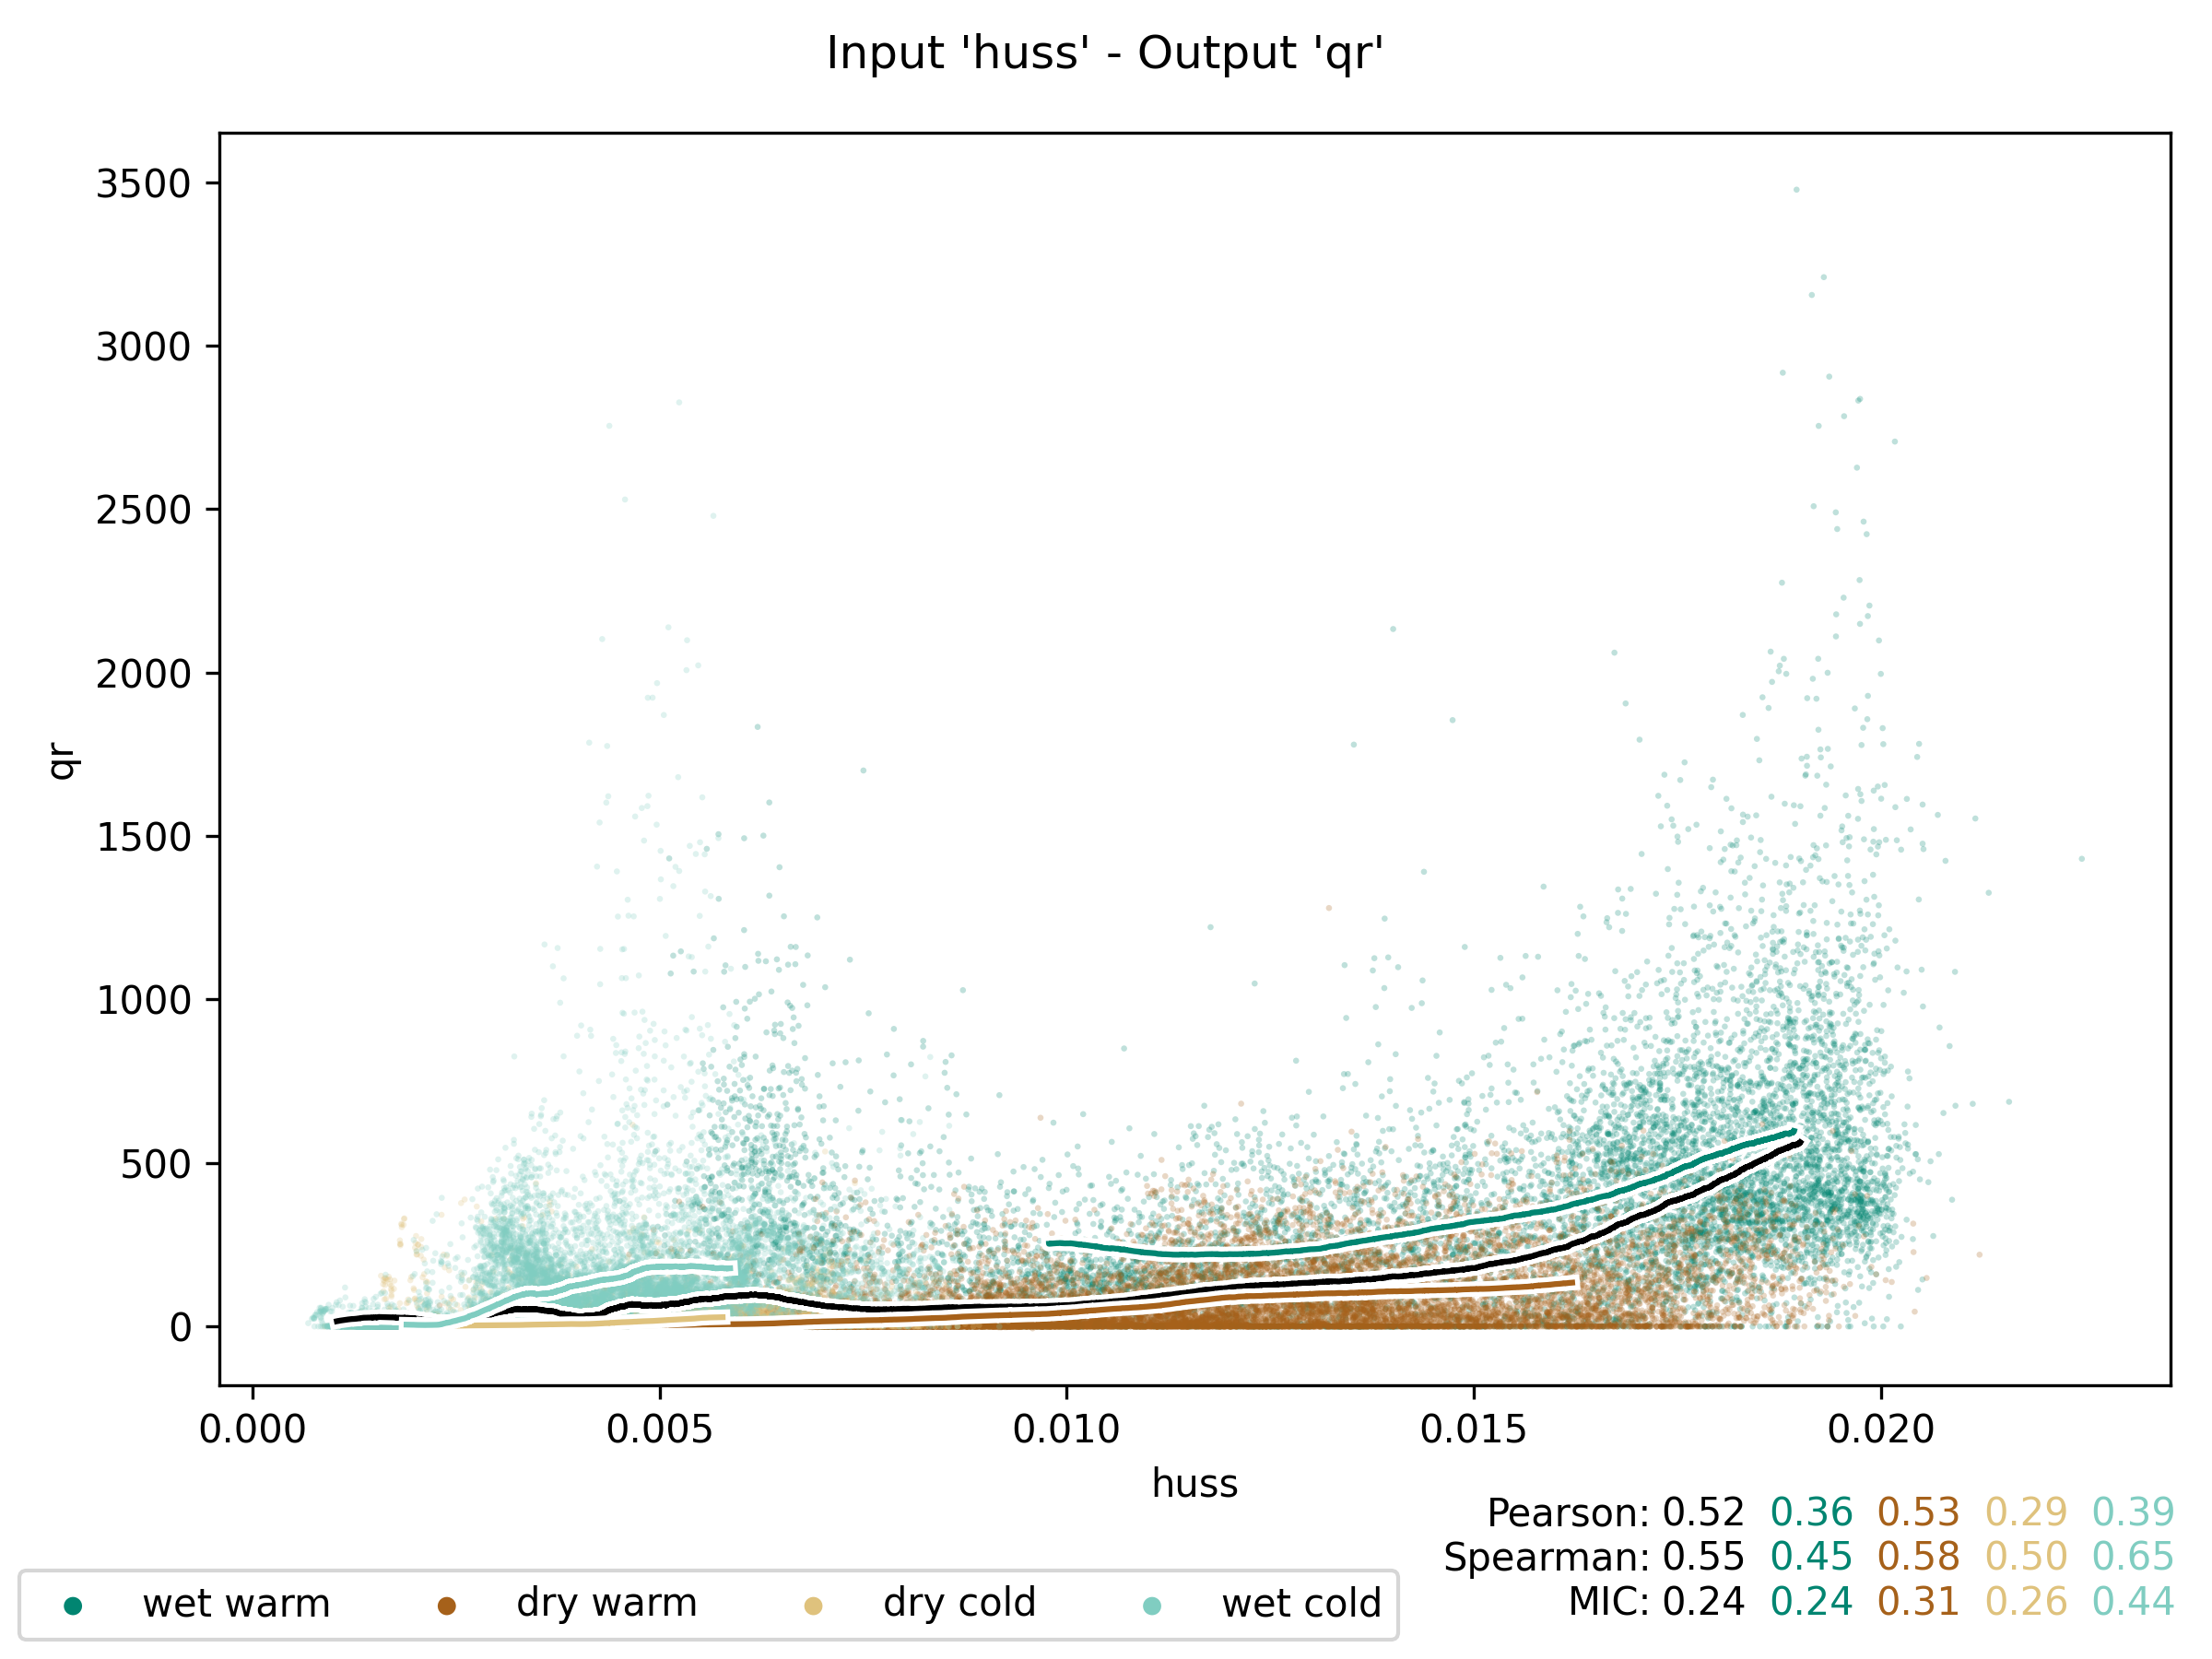 Input 'huss' - Output 'qr'
3500
3000
2500
2000
1500
1000
500
0
qr
0.000 0.005 0.010 0.015 0.020
huss
Pearson: 0.52 0.36 0.53 0.29 0.39
Spearman: 0.55 0.45 0.58 0.50 0.65
MIC: 0.24 0.24 0.31 0.26 0.44
wet warm dry warm dry cold wet cold